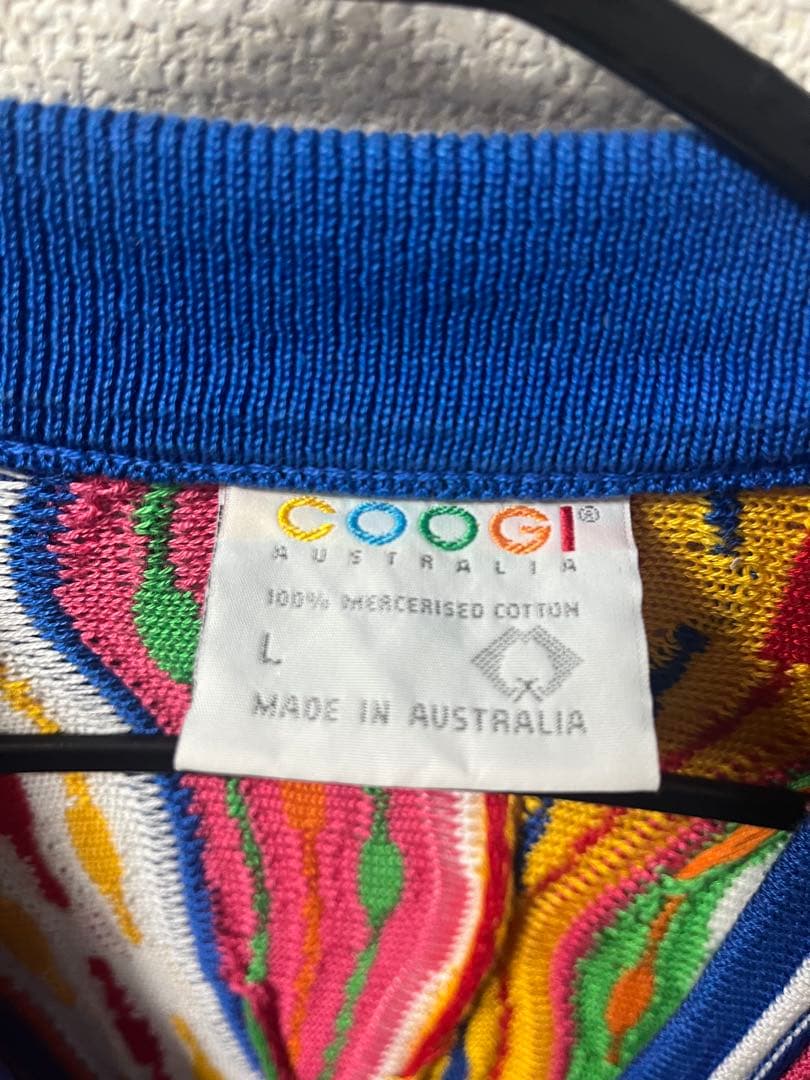 COOGI®
AUSTRALIA
100% MERCERISED COTTON
L
MADE IN AUSTRALIA